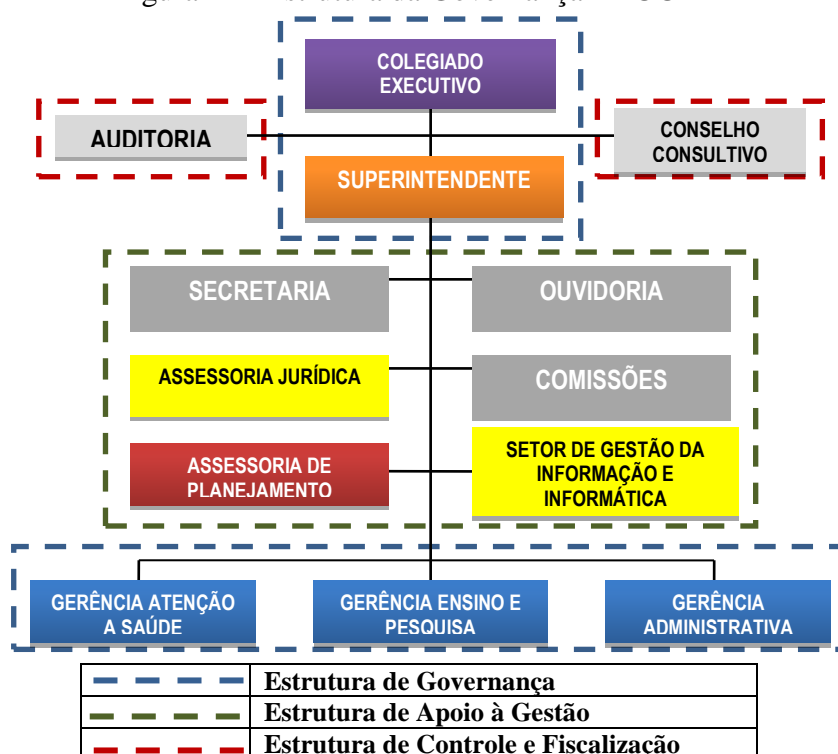 COLEGIADO
EXECUTIVO
AUDITORIA
CONSELHO
CONSULTIVO
SUPERINTENDENTE
SECRETARIA
OUVIDORIA
ASSESSORIA JURÍDICA
COMISSÕES
ASSESSORIA DE
PLANEJAMENTO
SETOR DE GESTÃO DA
INFORMAÇÃO E
INFORMÁTICA
GERÊNCIA ATENÇÃO
A SAÚDE
GERÊNCIA ENSINO E
PESQUISA
GERÊNCIA
ADMINISTRATIVA
Estrutura de Governança
Estrutura de Apoio à Gestão
Estrutura de Controle e Fiscalização